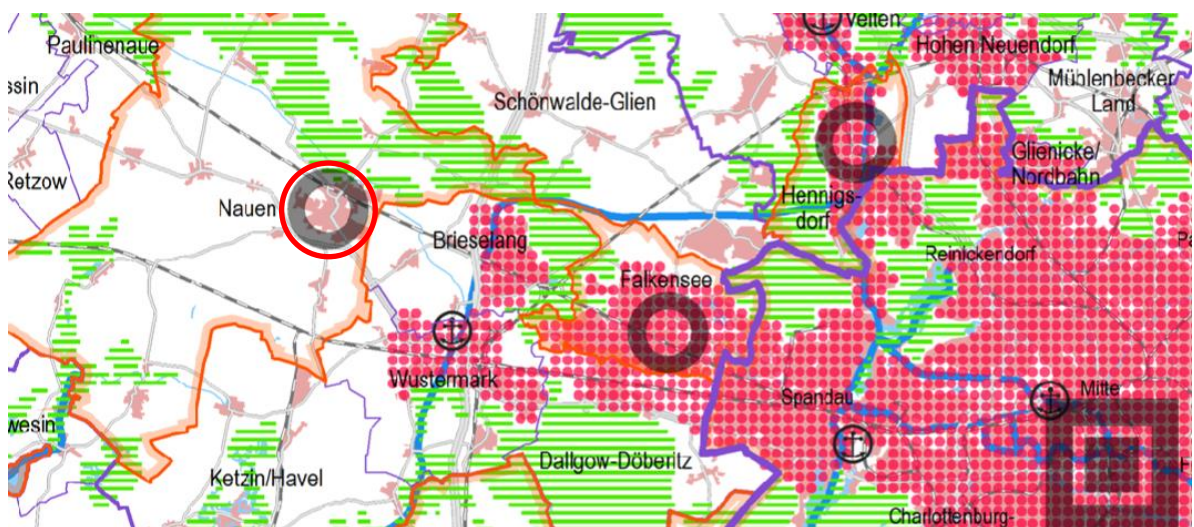 Velten
Paulinenaue
Hohen Neuendorf
ssin
Schönwalde-Glien
Mühlenbecker
Land
Glienicke/
Nordbahn
Retzow
Nauen
Hennigs-
dorf
Brieselang
Reinickendorf
Falkensee
Wustermark
Spandau
Mitte
wesin
Dallgow-Döberitz
Ketzin/Havel
Charlottenburg-